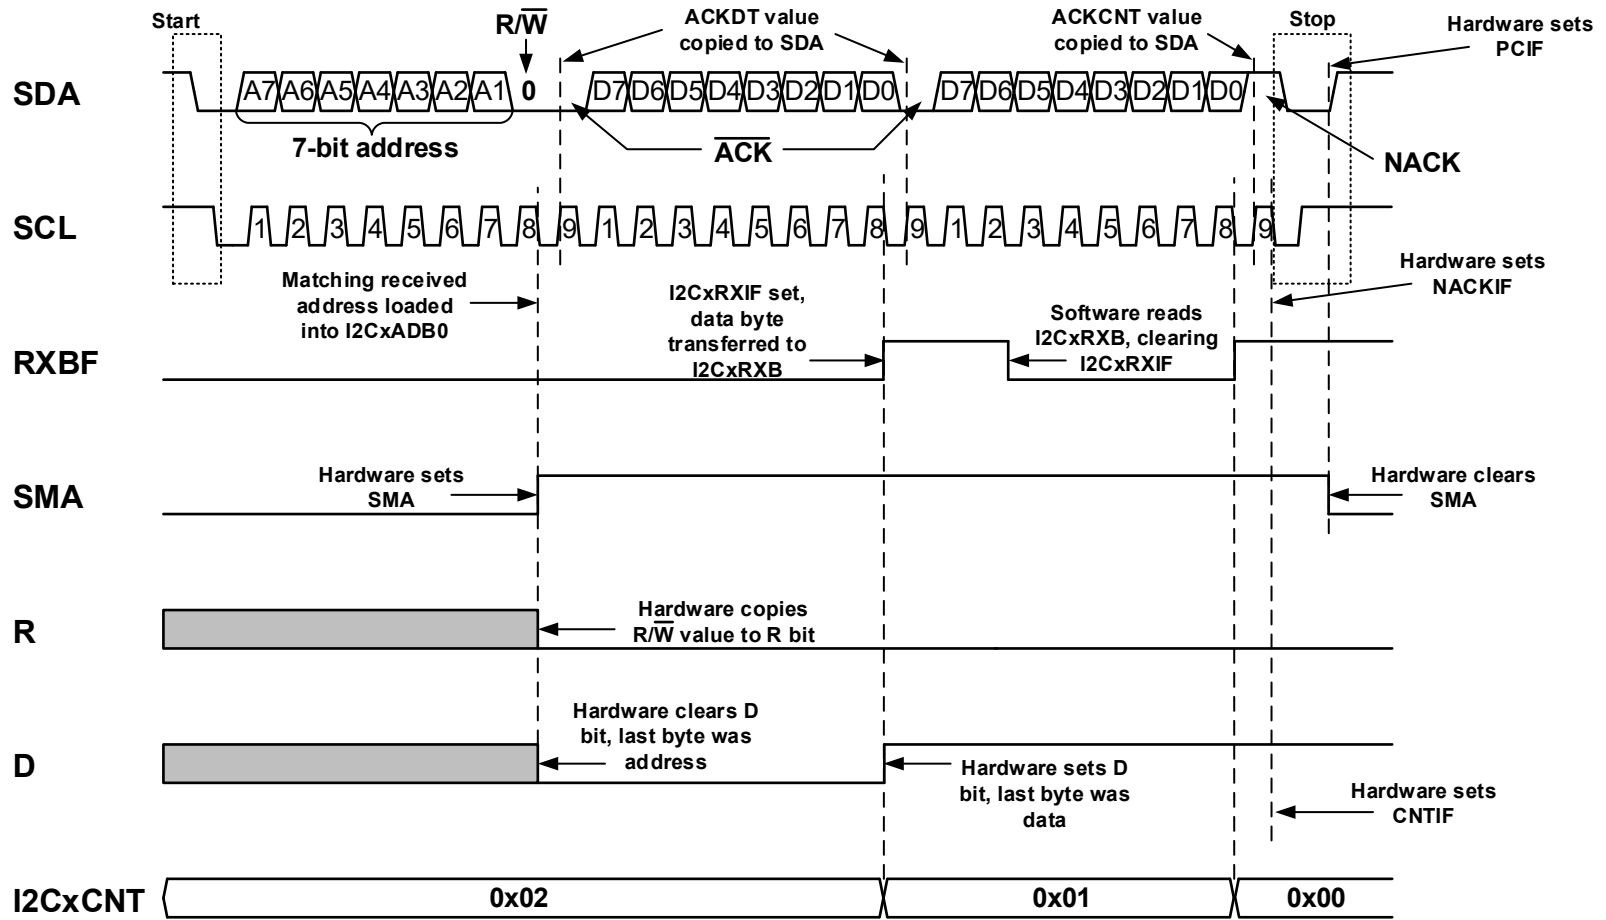 Start
R/W
ACKDT value
copied to SDA
ACKCNT value
copied to SDA
Stop
Hardware sets
PCIF
SDA
A7 A6 A5 A4 A3 A2 A1 0 D7 D6 D5 D4 D3 D2 D1 D0 D7 D6 D5 D4 D3 D2 D1 D0
7-bit address
ACK
NACK
SCL
1 2 3 4 5 6 7 8 9 1 2 3 4 5 6 7 8 9 1 2 3 4 5 6 7 8 9
Matching received
address loaded
into I2CxADB0
I2CxRXIF set,
data byte
transferred to
I2CxRXB
Software reads
I2CxRXB, clearing
I2CxRXIF
Hardware sets
NACKIF
RXBF
Hardware sets
SMA
SMA
Hardware clears
SMA
R
Hardware copies
R/W value to R bit
D
Hardware clears D
bit, last byte was
address
Hardware sets D
bit, last byte was
data
Hardware sets
CNTIF
I2CxCNT
0x02 0x01 0x00